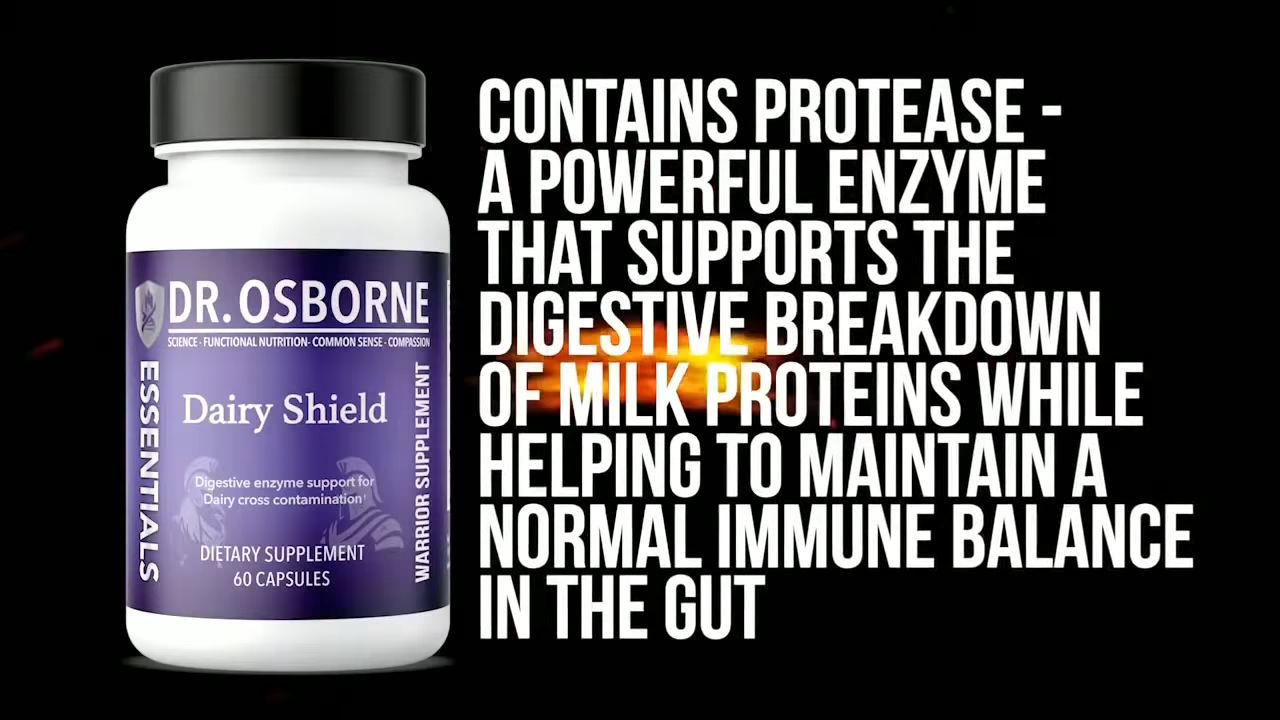 DR. OSBORNE
SCIENCE - FUNCTIONAL NUTRITION- COMMON SENSE - COMPASSION
ESSENTIALS
Dairy Shield
Digestive enzyme support for
Dairy cross contamination
DIETARY SUPPLEMENT
60 CAPSULES
WARRIOR SUPPLEMENT
CONTAINS PROTEASE -
A POWERFUL ENZYME
THAT SUPPORTS THE
DIGESTIVE BREAKDOWN
OF MILK PROTEINS WHILE
HELPING TO MAINTAIN A
NORMAL IMMUNE BALANCE
IN THE GUT